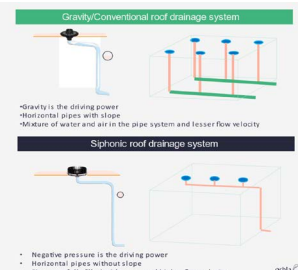 Gravity/Conventional roof drainage system
•Gravity is the driving power
•Horizontal pipes with slope
•Mixture of water and air in the pipe system and lesser flow velocity
Siphonic roof drainage system
• Negative pressure is the driving power
• Horizontal pipes without slope